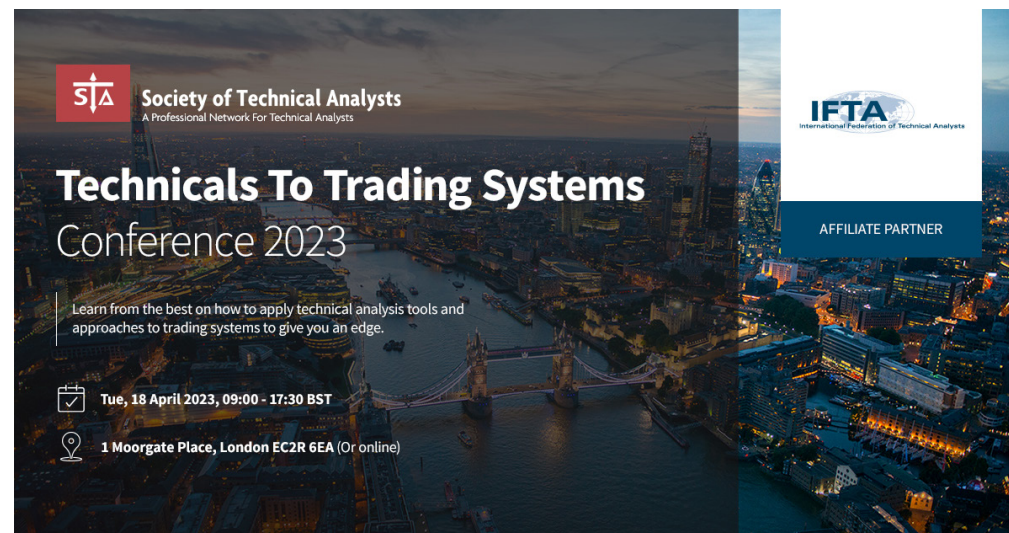 STA
Society of Technical Analysts
A Professional Network For Technical Analysts
Technicals To Trading Systems
Conference 2023
Learn from the best on how to apply technical analysis tools and
approaches to trading systems to give you an edge.
Tue, 18 April 2023, 09:00 - 17:30 BST
1 Moorgate Place, London EC2R 6EA (Or online)
IFTA
International Federation of Technical Analysts
AFFILIATE PARTNER